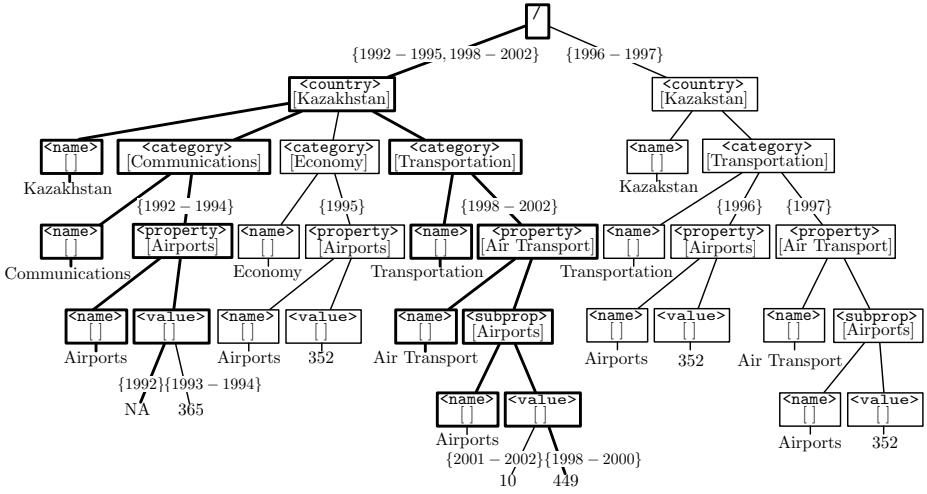 /
{1992 − 1995, 1998 − 2002} {1996 − 1997}
<country> <country>
[Kazakhstan] [Kazakstan]
<name> <category> <category> <category> <name> <category>
[ ] [Communications] [Economy] [Transportation] [ ] [Transportation]
Kazakhstan Kazakstan
{1992 − 1994} {1995} {1998 − 2002} {1996} {1997}
<name> <property> <name> <property> <name> <property> <name> <property> <property>
[ ] [Airports] [ ] [Airports] [ ] [Air Transport] [ ] [Airports] [Air Transport]
Communications Economy Transportation Transportation
<name> <value> <name> <value> <name> <subprop> <name> <value> <name> <subprop>
[ ] [ ] [ ] [ ] [ ] [Airports] [ ] [ ] [ ] [Airports]
Airports Airports 352 Air Transport Airports 352 Air Transport
{1992} {1993 − 1994}
NA 365
<name> <value> <name> <value>
[ ] [ ] [ ] [ ]
Airports Airports 352
{2001 − 2002} {1998 − 2000}
10 449